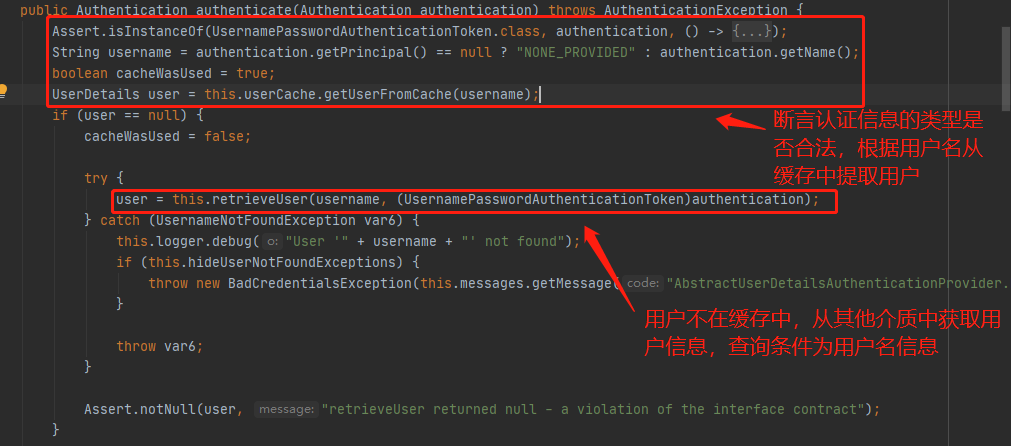 public Authentication authenticate(Authentication authentication) throws AuthenticationException {
Assert.isInstanceOf(UsernamePasswordAuthenticationToken.class, authentication, () -> {...});
String username = authentication.getPrincipal() == null ? "NONE_PROVIDED" : authentication.getName();
boolean cacheWasUsed = true;
UserDetails user = this.userCache.getUserFromCache(username);
if (user == null) {
cacheWasUsed = false;
断言认证信息的类型是
否合法，根据用户名从
缓存中提取用户
try {
user = this.retrieveUser(username, (UsernamePasswordAuthenticationToken)authentication);
} catch (UsernameNotFoundException var6) {
this.logger.debug( o: "User '" + username + "' not found");
if (this.hideUserNotFoundExceptions) {
throw new BadCredentialsException(this.messages.getMessage( code: "AbstractUserDetailsAuthenticationProvider.
}
用户不在缓存中，从其他介质中获取用
户信息，查询条件为用户名信息
throw var6;
}
Assert.notNull(user, message: "retrieveUser returned null - a violation of the interface contract");
}